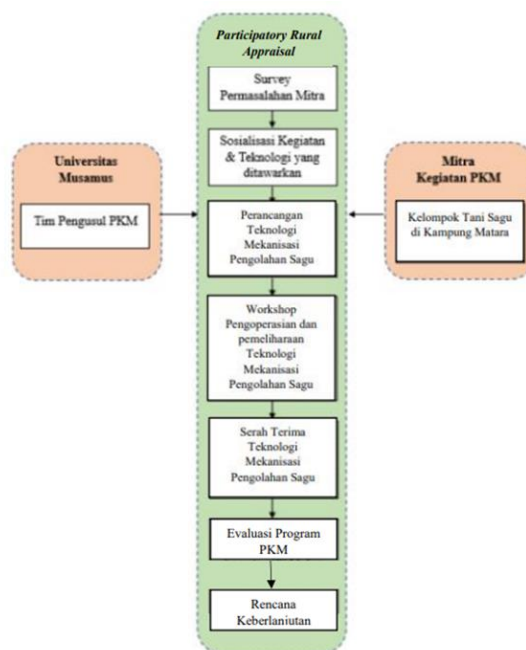 Participatory Rural
Appraisal
Survey
Permasalahan Mitra
Sosialisasi Kegiatan
& Teknologi yang
ditawarkan
Universitas
Musamus
Tim Pengusul PKM
Mitra
Kegiatan PKM
Kelompok Tani Sagu
di Kampung Matara
Perancangan
Teknologi
Mekanisasi
Pengolahan Sagu
Workshop
Pengoperasian dan
pemeliharaan
Teknologi
Mekanisasi
Pengolahan Sagu
Serah Terima
Teknologi
Mekanisasi
Pengolahan Sagu
Evaluasi Program
PKM
Rencana
Keberlaniutan